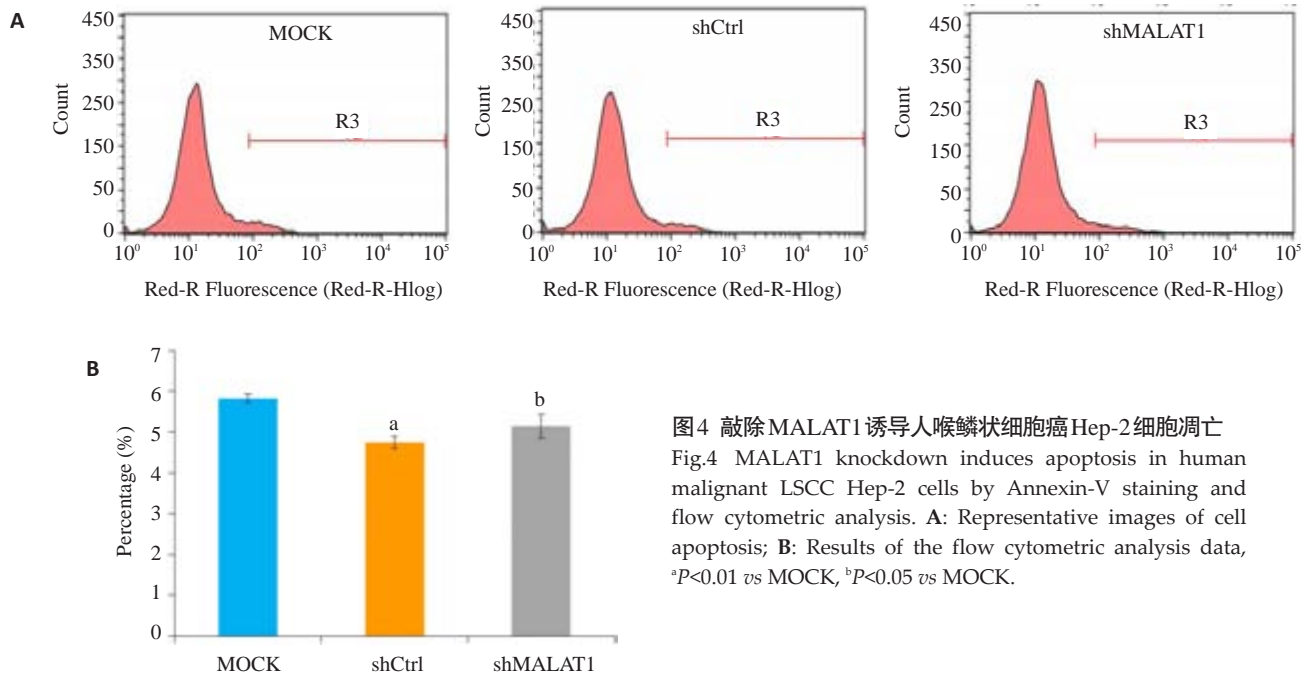 A
MOCK
450
350
250
150
50
0
Count
R3
10⁰ 10¹ 10² 10³ 10⁴ 10⁵
Red-R Fluorescence (Red-R-Hlog)
shCtrl
450
350
250
150
50
0
Count
R3
10⁰ 10¹ 10² 10³ 10⁴ 10⁵
Red-R Fluorescence (Red-R-Hlog)
shMALAT1
450
350
250
150
50
0
Count
R3
10⁰ 10¹ 10² 10³ 10⁴ 10⁵
Red-R Fluorescence (Red-R-Hlog)
B
7
6
5
4
3
2
1
0
Percentage (%)
a
b
MOCK shCtrl shMALAT1
图4 敲除MALAT1诱导人喉鳞状细胞癌Hep-2细胞凋亡
Fig.4 MALAT1 knockdown induces apoptosis in human
malignant LSCC Hep-2 cells by Annexin-V staining and
flow cytometric analysis. A: Representative images of cell
apoptosis; B: Results of the flow cytometric analysis data,
ᵃP<0.01 vs MOCK, ᵇP<0.05 vs MOCK.